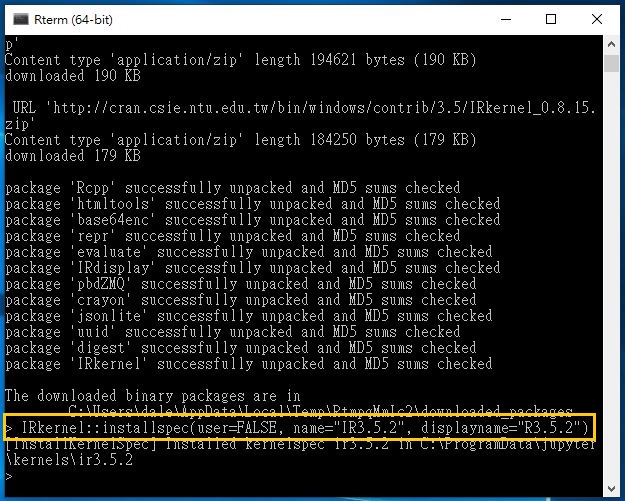 Rterm (64-bit)
p'
Content type 'application/zip' length 194621 bytes (190 KB)
downloaded 190 KB
URL 'http://cran.csie.ntu.edu.tw/bin/windows/contrib/3.5/IRkernel_0.8.15.
zip'
Content type 'application/zip' length 184250 bytes (179 KB)
downloaded 179 KB
package 'Rcpp' successfully unpacked and MD5 sums checked
package 'htmltools' successfully unpacked and MD5 sums checked
package 'base64enc' successfully unpacked and MD5 sums checked
package 'repr' successfully unpacked and MD5 sums checked
package 'evaluate' successfully unpacked and MD5 sums checked
package 'IRdisplay' successfully unpacked and MD5 sums checked
package 'pbdZMQ' successfully unpacked and MD5 sums checked
package 'crayon' successfully unpacked and MD5 sums checked
package 'jsonlite' successfully unpacked and MD5 sums checked
package 'uuid' successfully unpacked and MD5 sums checked
package 'digest' successfully unpacked and MD5 sums checked
package 'IRkernel' successfully unpacked and MD5 sums checked
The downloaded binary packages are in
C:\Users\dale\AppData\Local\Temp\RtmpqMmIc2\downloaded_packages
> IRkernel::installspec(user=FALSE, name="IR3.5.2", displayname="R3.5.2")
[InstallKernelSpec] Installed kernelspec ir3.5.2 in C:\ProgramData\jupyter
\kernels\ir3.5.2
>